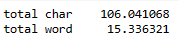 total char    106.041068
total word     15.336321